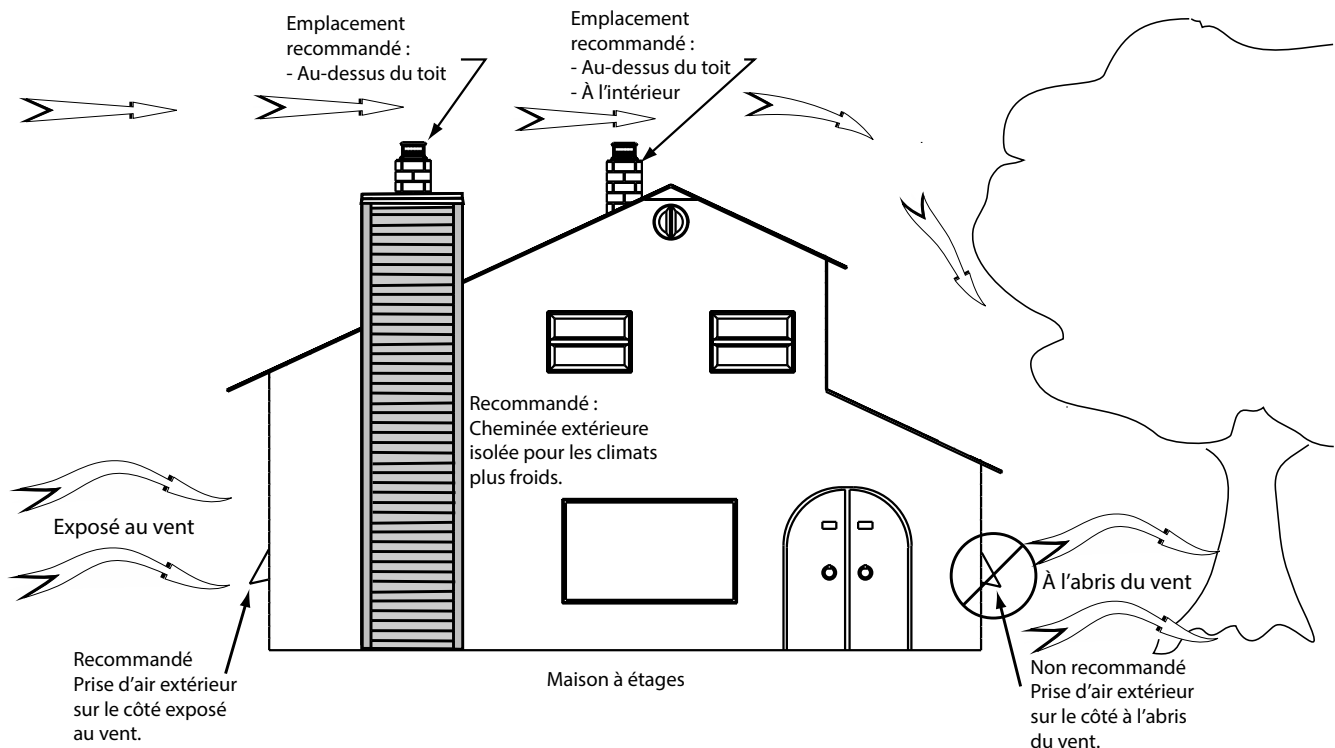 Emplacement
recommandé :
- Au-dessus du toit
Emplacement
recommandé :
- Au-dessus du toit
- À l'intérieur
Recommandé :
Cheminée extérieure
isolée pour les climats
plus froids.
Exposé au vent
À l'abris du vent
Recommandé
Prise d'air extérieur
sur le côté exposé
au vent.
Maison à étages
Non recommandé
Prise d'air extérieur
sur le côté à l'abris
du vent.